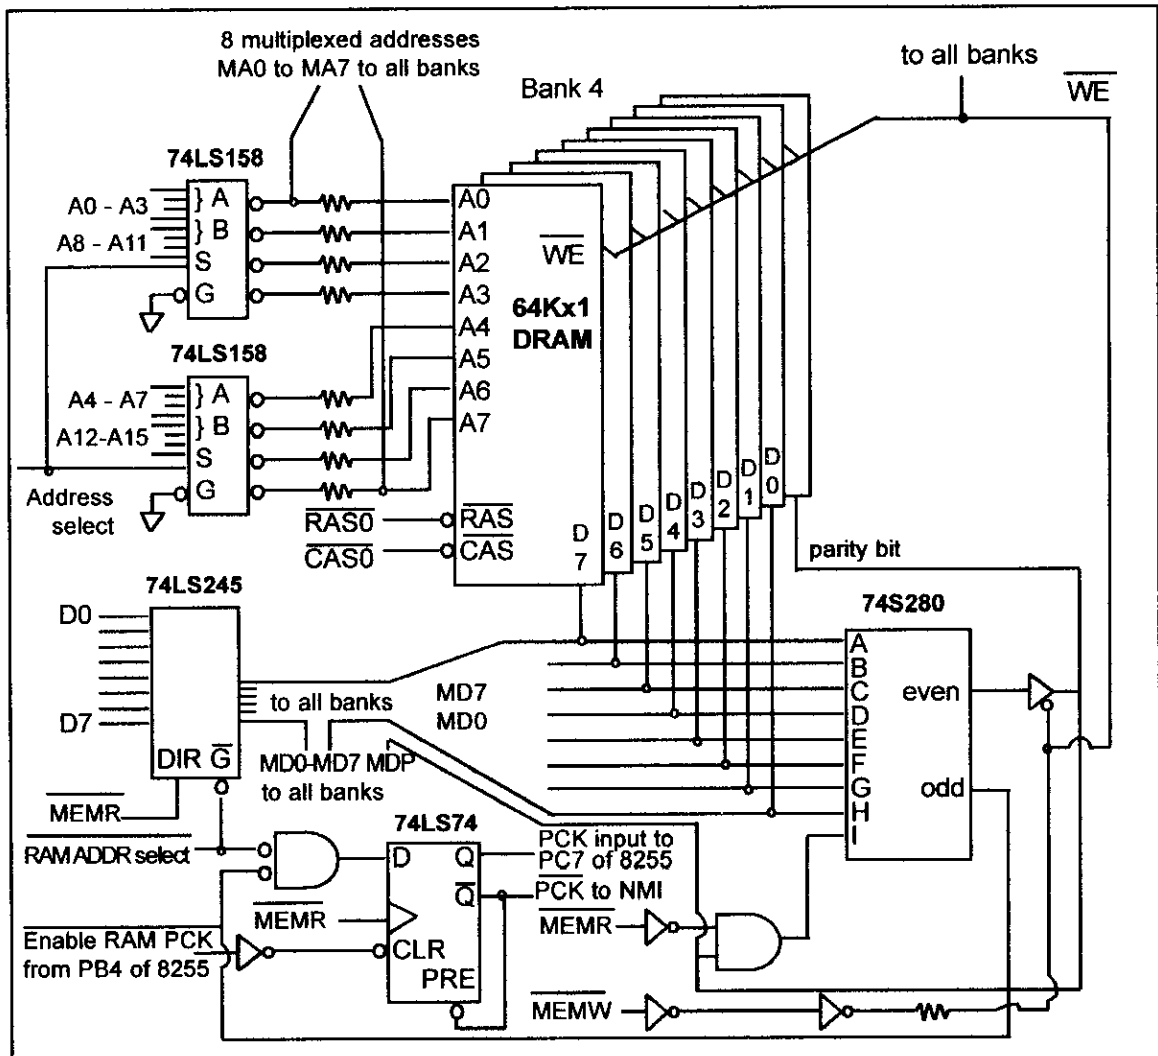 8 multiplexed addresses
MA0 to MA7 to all banks
to all banks
WE
Bank 4
74LS158
A0 - A3
} A
} B
A8 - A11
S
G
A0
A1
A2
A3
A4
A5
A6
A7
WE
64Kx1
DRAM
74LS158
A4 - A7
} A
} B
A12-A15
S
G
Address
select
RAS0
RAS
CAS0
CAS
D
7
D
6
D
5
D
4
D
3
D
2
D
1
D
0
parity bit
74LS245
D0
D7
DIR G
to all banks
MD7
MD0
MD0-MD7 MDP
to all banks
74S280
A
B
C
D
E
F
G
H
I
even
odd
MEMR
RAM ADDR select
74LS74
D Q
Q
CLR
PRE
PCK input to
PC7 of 8255
PCK to NMI
MEMR
MEMR
Enable RAM PCK
from PB4 of 8255
MEMW